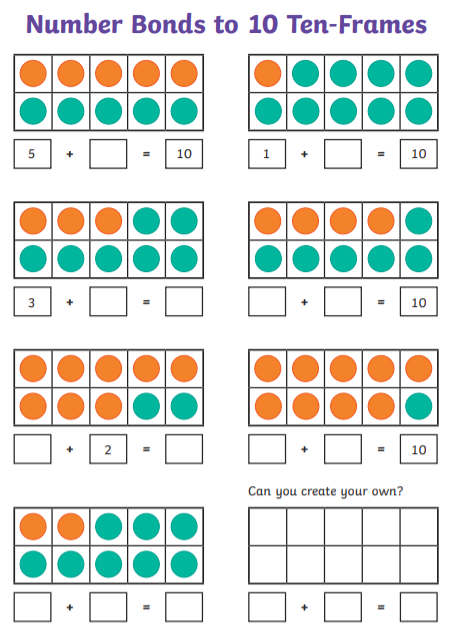 Number Bonds to 10 Ten-Frames
5 + = 10
1 + = 10
3 + =
+ = 10
+ 2 =
+ = 10
Can you create your own?
+ =
+ =